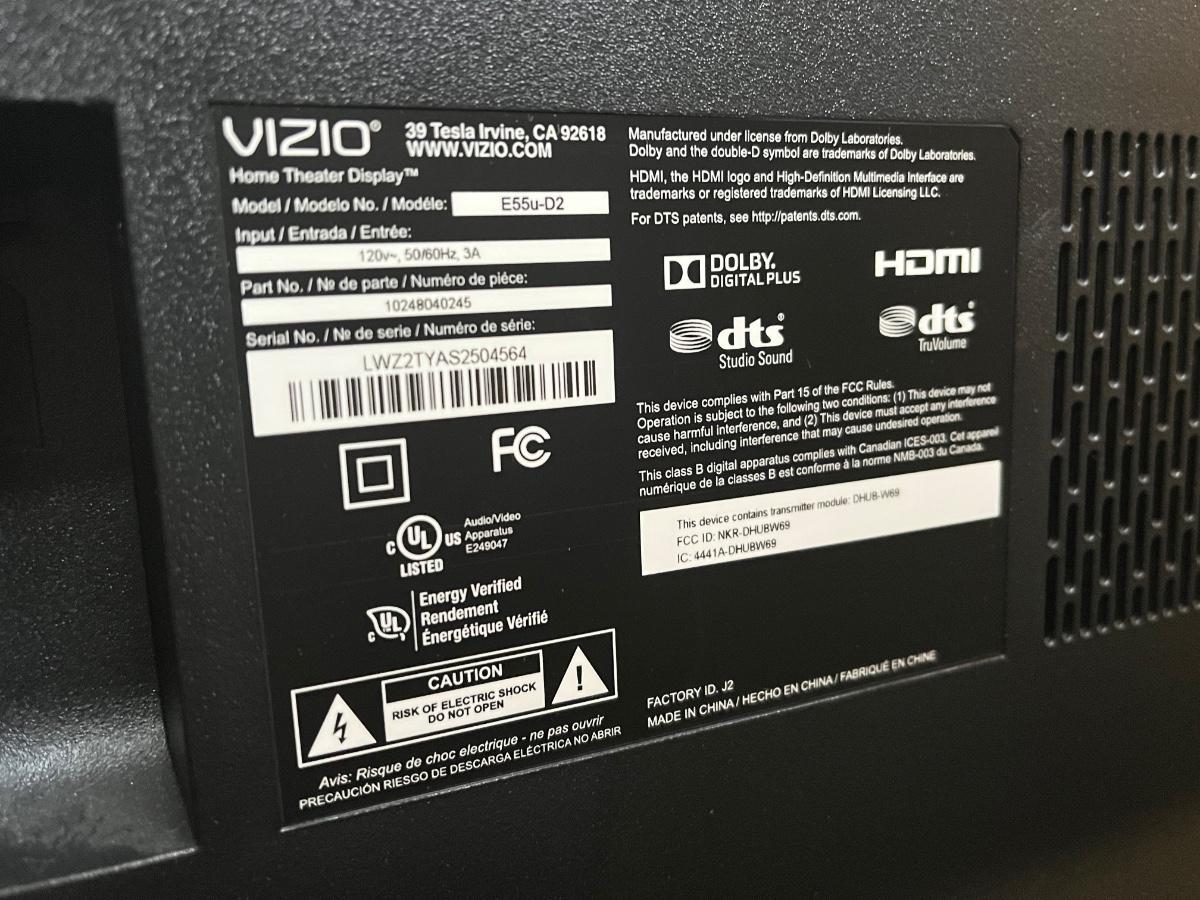 VIZIO®
39 Tesla Irvine, CA 92618
WWW.VIZIO.COM
Home Theater Display™
Model / Modelo No. / Modéle: E55u-D2
Input / Entrada / Entrée:
120v~, 50/60Hz, 3A
Part No. / № de parte / Numéro de piéce:
10248040245
Serial No. / № de serie / Numéro de série:
LWZ2TYAS2504564
FC
C UL US
LISTED
Audio/Video
Apparatus
E249047
C UL
Energy Verified
Rendement
Énergétique Vérifié
CAUTION
RISK OF ELECTRIC SHOCK
DO NOT OPEN
!
Avis: Risque de choc electrique - ne pas ouvrir
PRECAUCIÓN RIESGO DE DESCARGA ELÉCTRICA NO ABRIR
Manufactured under license from Dolby Laboratories.
Dolby and the double-D symbol are trademarks of Dolby Laboratories.
HDMI, the HDMI logo and High-Definition Multimedia Interface are
trademarks or registered trademarks of HDMI Licensing LLC.
For DTS patents, see http://patents.dts.com.
DOLBY.
DIGITAL PLUS
HDMI
dts®
Studio Sound
dts
TruVolume
This device complies with Part 15 of the FCC Rules.
Operation is subject to the following two conditions: (1) This device may not
cause harmful interference, and (2) This device must accept any interference
received, including interference that may cause undesired operation.
This class B digital apparatus complies with Canadian ICES-003. Cet appareil
numérique de la classes B est conforme à la norme NMB-003 du Canada.
This device contains transmitter module: DHUB-W69
FCC ID: NKR-DHUBW69
IC: 4441A-DHUBW69
FACTORY ID. J2
MADE IN CHINA / HECHO EN CHINA / FABRIQUÉ EN CHINE